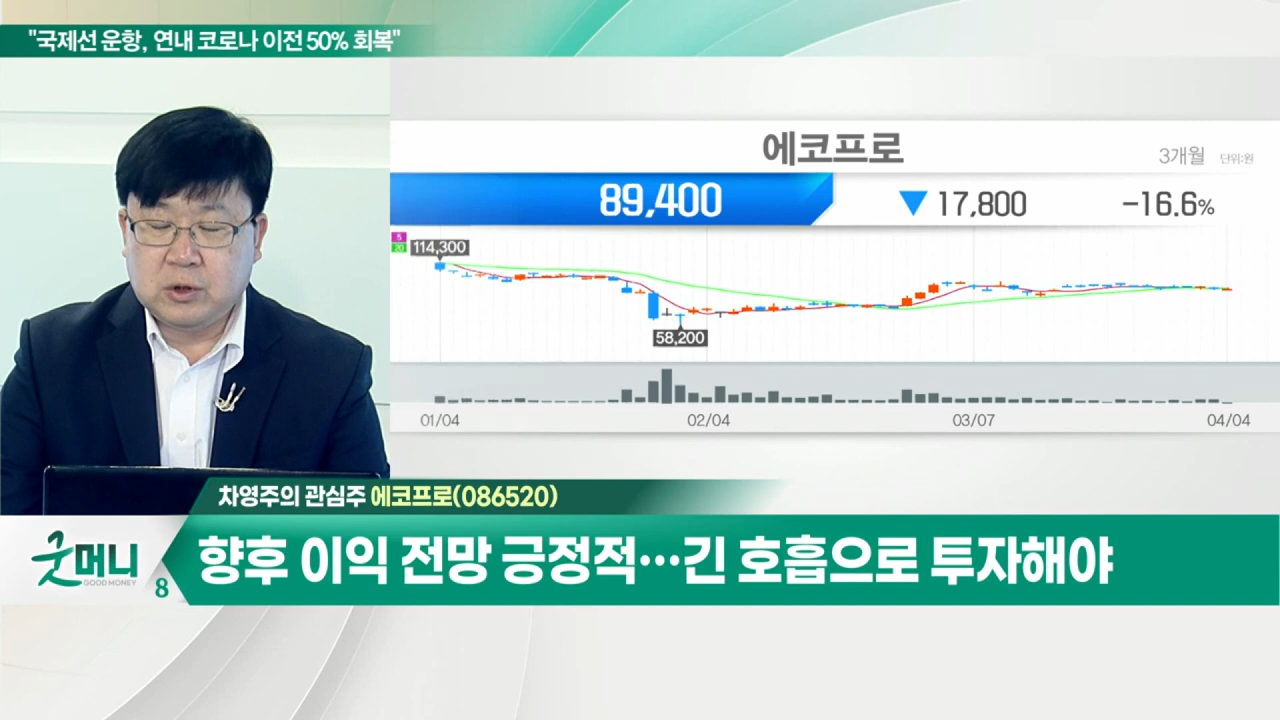 "국제선 운항, 연내 코로나 이전 50% 회복"
에코프로
3개월 단위:원
89,400 ▼ 17,800 -16.6%
5
20
114,300
58,200
01/04 02/04 03/07 04/04
차영주의 관심주 에코프로(086520)
향후 이익 전망 긍정적…긴 호흡으로 투자해야
굿머니
GOOD MONEY
8